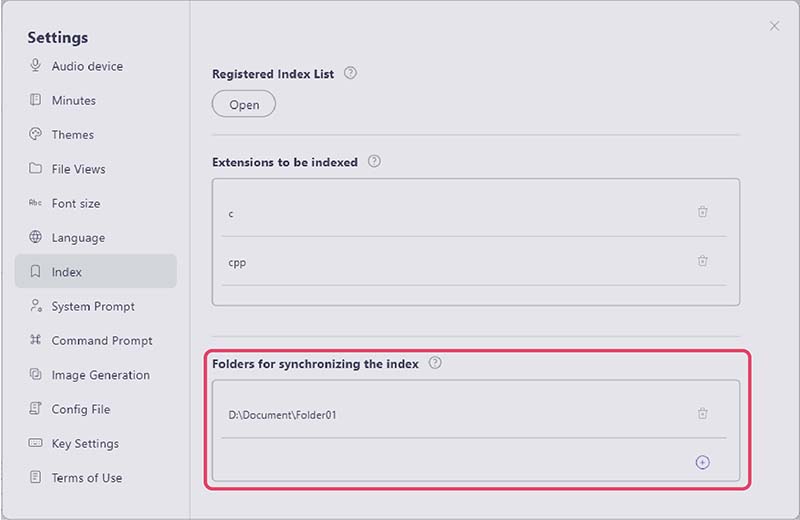 Settings
Audio device
Minutes
Themes
File Views
Abc Font size
Language
Index
System Prompt
Command Prompt
Image Generation
Config File
Key Settings
Terms of Use
Registered Index List ?
Open
Extensions to be indexed ?
c
cpp
Folders for synchronizing the index ?
D:\Document\Folder01